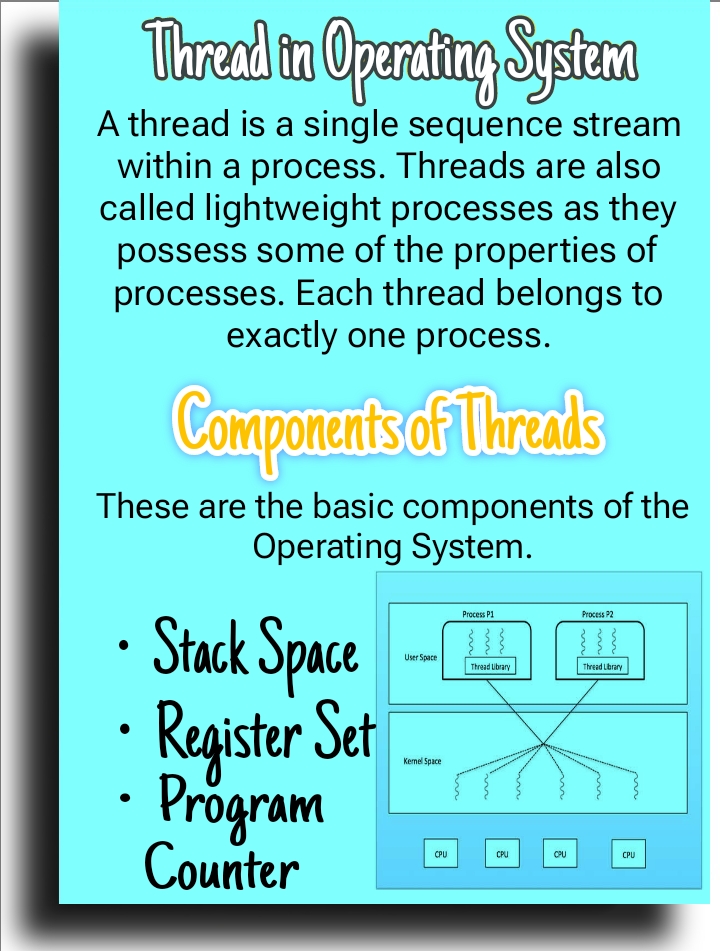 Thread in Operating System
A thread is a single sequence stream
within a process. Threads are also
called lightweight processes as they
possess some of the properties of
processes. Each thread belongs to
exactly one process.
Components of Threads
These are the basic components of the
Operating System.
• Stack Space
• Register Set
• Program
Counter
Process P1
Process P2
User Space
Thread Library
Thread Library
Kernel Space
CPU
CPU
CPU
CPU